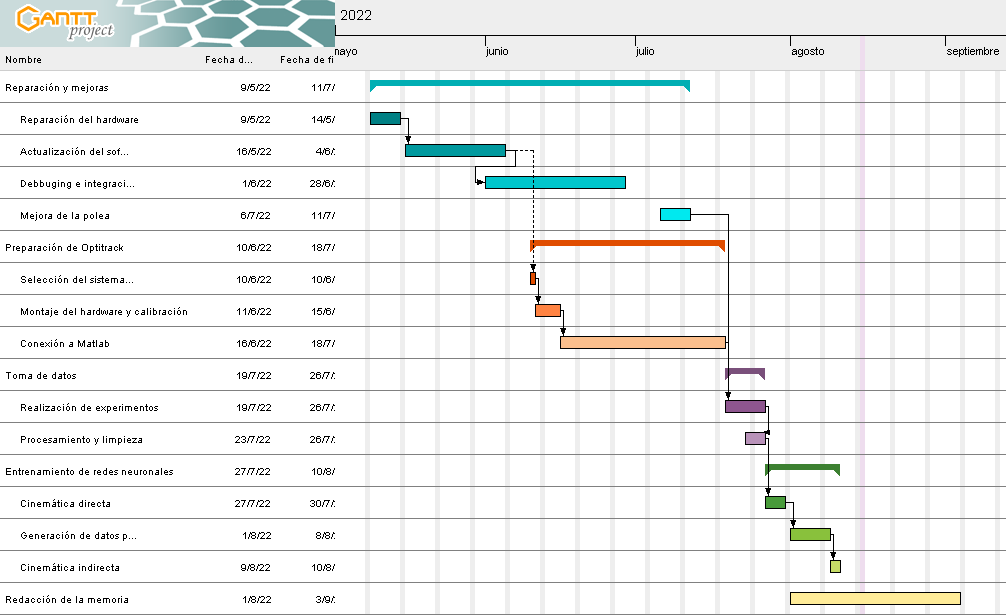 GANTT
project
2022
mayo junio julio agosto septiembre
Nombre Fecha d... Fecha de fi
Reparación y mejoras 9/5/22 11/7/
Reparación del hardware 9/5/22 14/5/
Actualización del sof... 16/5/22 4/6/
Debbuging e integraci... 1/6/22 28/6/
Mejora de la polea 6/7/22 11/7/
Preparación de Optitrack 10/6/22 18/7/
Selección del sistema... 10/6/22 10/6/
Montaje del hardware y calibración 11/6/22 15/6/
Conexión a Matlab 16/6/22 18/7/
Toma de datos 19/7/22 26/7/
Realización de experimentos 19/7/22 26/7/
Procesamiento y limpieza 23/7/22 26/7/
Entrenamiento de redes neuronales 27/7/22 10/8/
Cinemática directa 27/7/22 30/7/
Generación de datos p... 1/8/22 8/8/
Cinemática indirecta 9/8/22 10/8/
Redacción de la memoria 1/8/22 3/9/